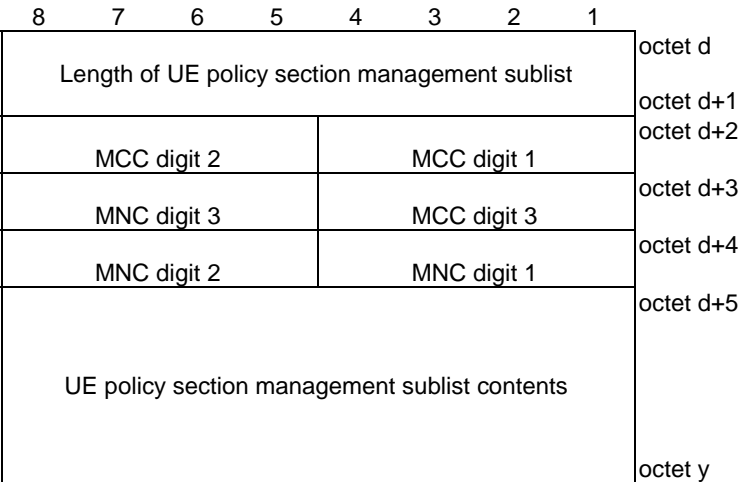 8 7 6 5 4 3 2 1
octet d
Length of UE policy section management sublist
octet d+1
octet d+2
MCC digit 2 MCC digit 1
octet d+3
MNC digit 3 MCC digit 3
octet d+4
MNC digit 2 MNC digit 1
octet d+5
UE policy section management sublist contents
octet y